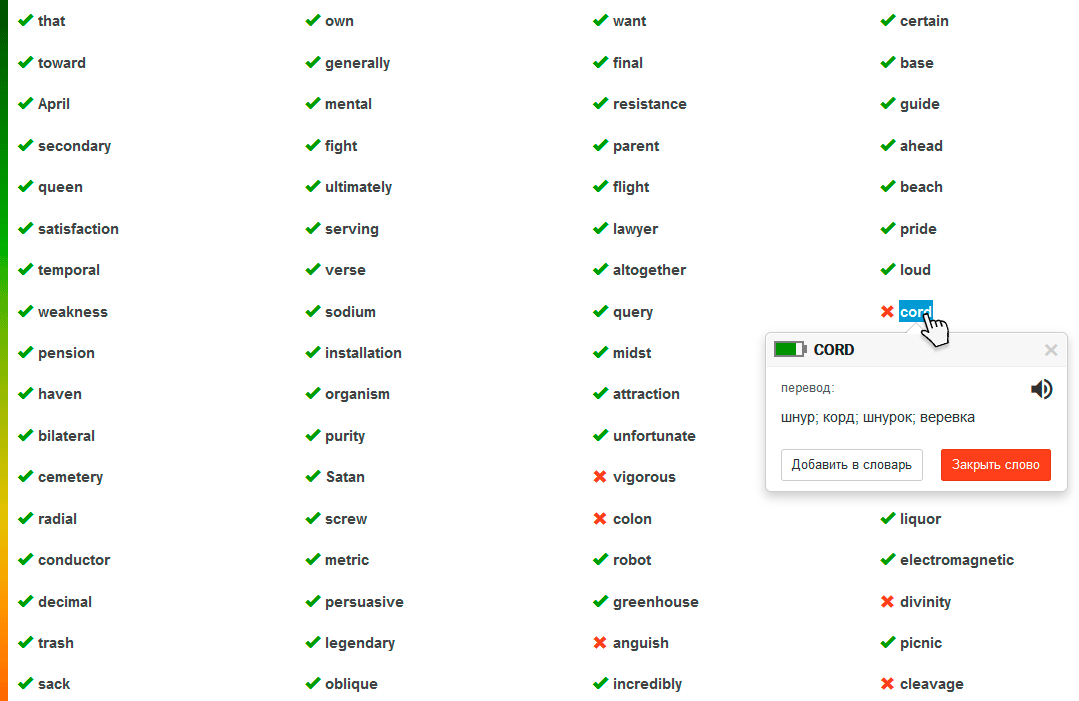 that own want certain
toward generally final base
April mental resistance guide
secondary fight parent ahead
queen ultimately flight beach
satisfaction serving lawyer pride
temporal verse altogether loud
weakness sodium query cord
pension installation midst
CORD
haven organism attraction
перевод:
шнур; корд; шнурок; веревка
bilateral purity unfortunate
Добавить в словарь Закрыть слово
cemetery Satan vigorous
radial screw colon liquor
conductor metric robot electromagnetic
decimal persuasive greenhouse divinity
trash legendary anguish picnic
sack oblique incredibly cleavage